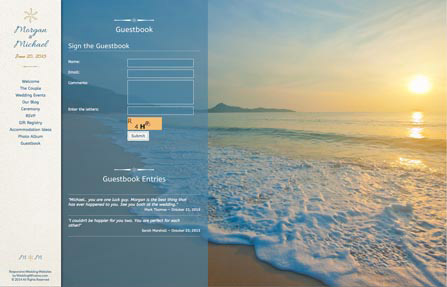 Morgan
&
Michael
June 20, 2015
Welcome
The Couple
Wedding Events
Our Blog
Ceremony
RSVP
Gift Registry
Accommodation Ideas
Photo Album
Guestbook
M M
Responsive Wedding Websites
© 2014 All Rights Reserved
Guestbook
Sign the Guestbook
Name:
Email:
Comments:
Enter the letters:
R
4 H
Submit
Guestbook Entries
"Michael, you are one luck guy. Morgan is the best thing that
has ever happened to you. See you both at the wedding."
Mark Thomas – October 21, 2013
"I couldn't be happier for you two. You are perfect for each
other!"
Sarah Marshall – October 23, 2013